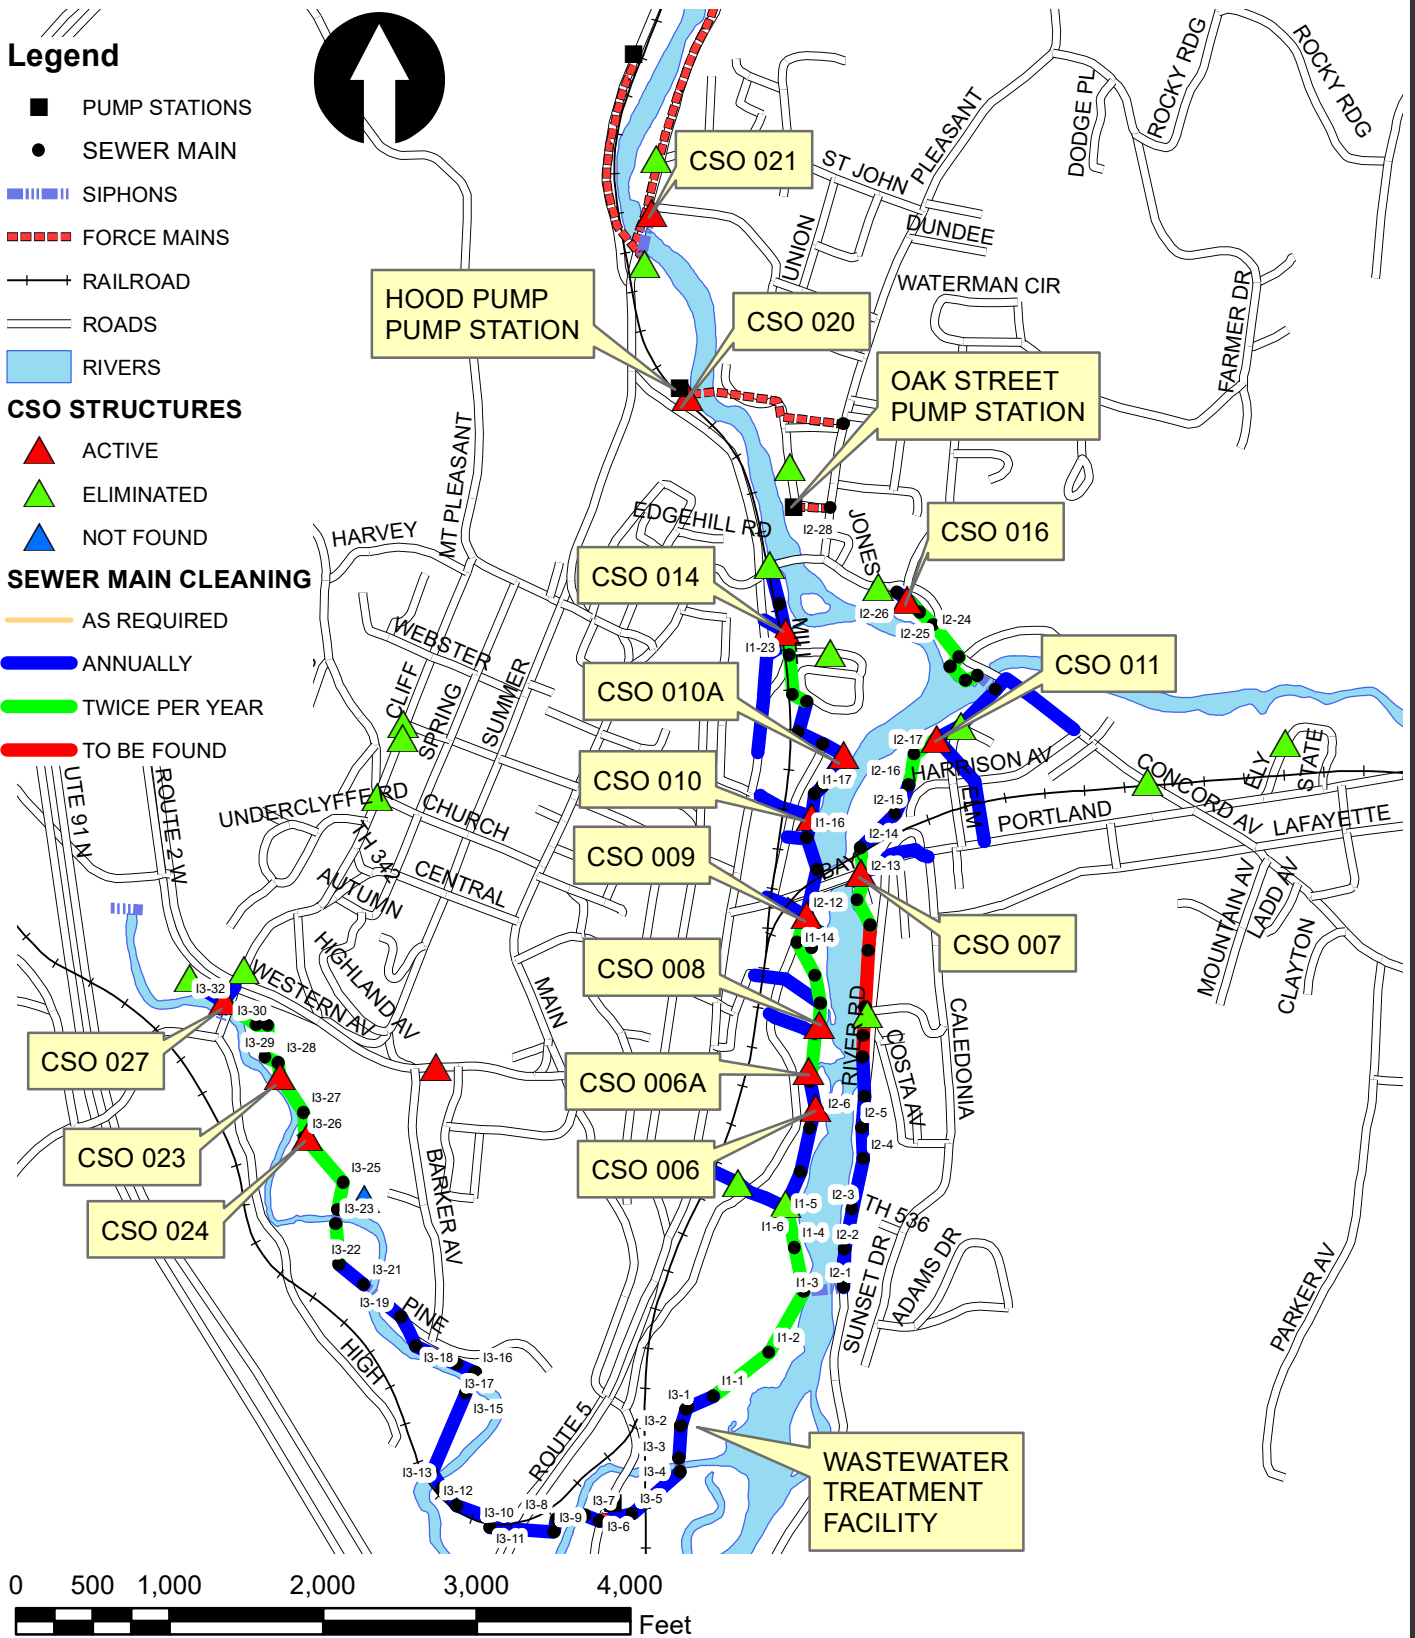 Legend
PUMP STATIONS
SEWER MAIN
SIPHONS
FORCE MAINS
RAILROAD
ROADS
RIVERS
CSO STRUCTURES
ACTIVE
ELIMINATED
NOT FOUND
SEWER MAIN CLEANING
AS REQUIRED
ANNUALLY
TWICE PER YEAR
TO BE FOUND
CSO 021
HOOD PUMP
PUMP STATION
CSO 020
OAK STREET
PUMP STATION
CSO 016
CSO 014
CSO 011
CSO 010A
CSO 010
CSO 009
CSO 007
CSO 008
CSO 006A
CSO 006
CSO 027
CSO 023
CSO 024
WASTEWATER
TREATMENT
FACILITY
ST JOHN
PLEASANT
DODGE PL
ROCKY RDG
ROCKY RDG
UNION
DUNDEE
WATERMAN CIR
FARMER DR
MT PLEASANT
HARVEY
EDGEHILL RD
JONES
MILL
WEBSTER
CLIFF
SPRING
SUMMER
UNDERCLYFFE RD
CHURCH
TH 342
AUTUMN
CENTRAL
HIGHLAND AV
WESTERN AV
MAIN
UTE 91 N
ROUTE 2 W
BAY
HARRISON AV
ELM
PORTLAND
CONCORD AV
ELY
STATE
LAFAYETTE
MOUNTAIN AV
LADD AV
CLAYTON
RIVER RD
COSTA AV
CALEDONIA
TH 536
SUNSET DR
ADAMS DR
PARKER AV
BARKER AV
PINE
HIGH
ROUTE 5
I2-28
I2-26
I2-25
I2-24
I1-23
I2-17
I2-16
I2-15
I2-14
I2-13
I2-12
I1-17
I1-16
I1-14
I2-6
I2-5
I2-4
I2-3
I2-2
I2-1
I1-6
I1-5
I1-4
I1-3
I1-2
I1-1
I3-32
I3-30
I3-29
I3-28
I3-27
I3-26
I3-25
I3-23
I3-22
I3-21
I3-19
I3-18
I3-16
I3-17
I3-15
I3-13
I3-12
I3-10
I3-11
I3-8
I3-9
I3-7
I3-6
I3-5
I3-4
I3-3
I3-2
I3-1
0 500 1,000 2,000 3,000 4,000
Feet